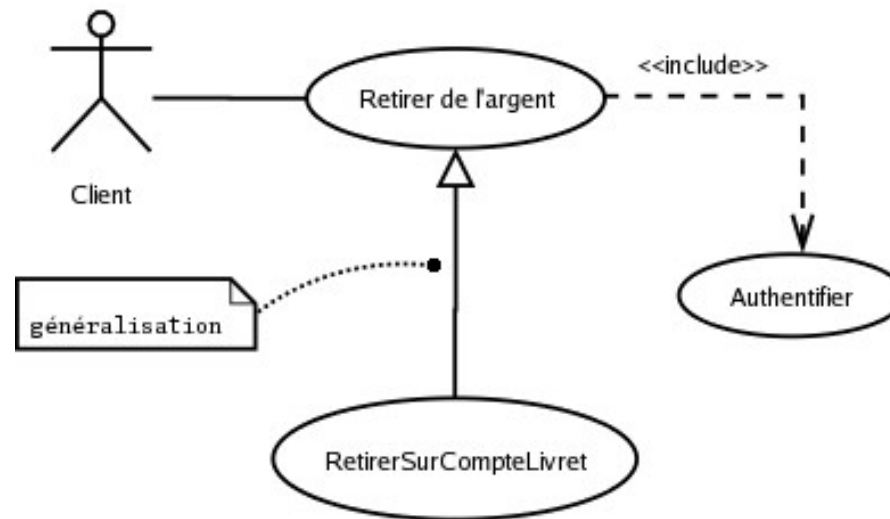 <<include>>
Retirer de l'argent
Client
Authentifier
généralisation
RetirerSurCompteLivret